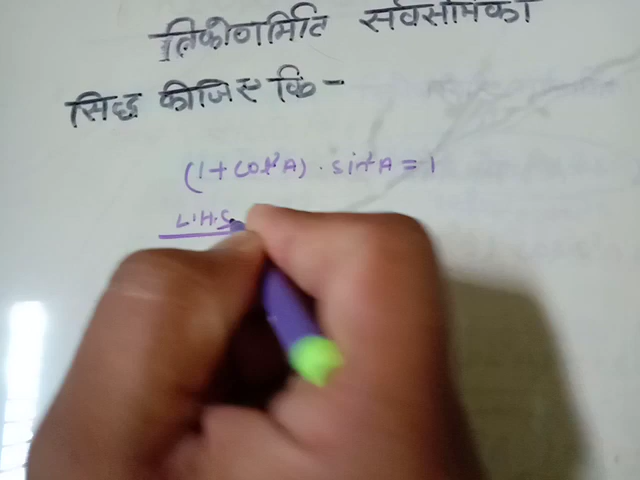 त्रिकोणमिति सर्वसमिका
सिद्ध कीजिए कि -
(1 + cot²A) . sin²A = 1
L.H.S